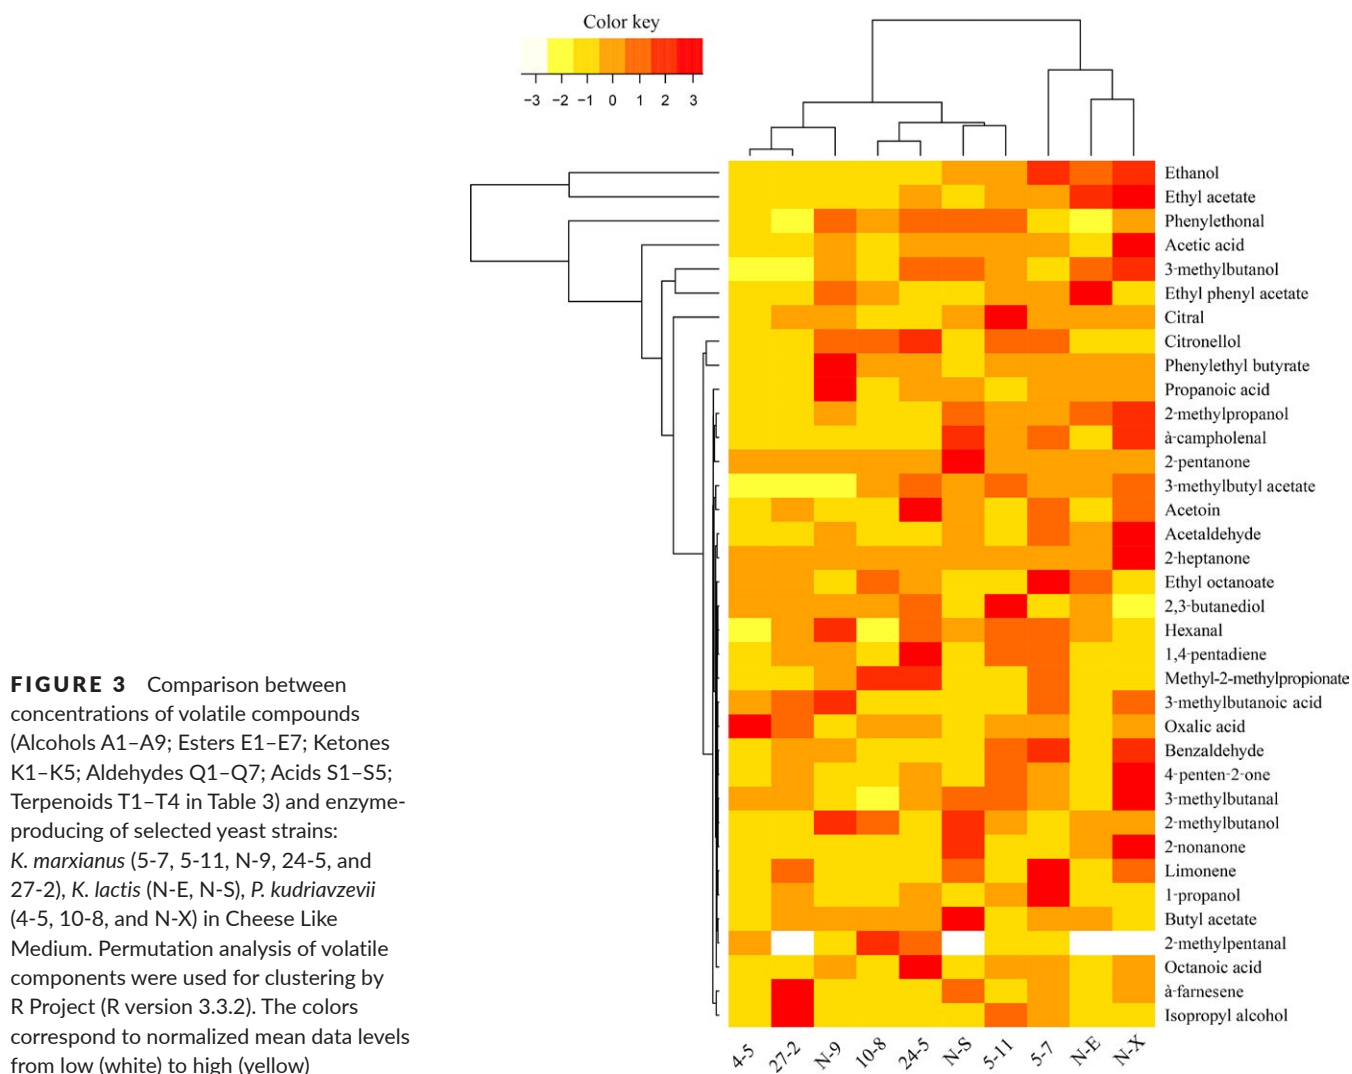 Color key
−3 −2 −1 0 1 2 3
Ethanol
Ethyl acetate
Phenylethonal
Acetic acid
3-methylbutanol
Ethyl phenyl acetate
Citral
Citronellol
Phenylethyl butyrate
Propanoic acid
2-methylpropanol
à-campholenal
2-pentanone
3-methylbutyl acetate
Acetoin
Acetaldehyde
2-heptanone
Ethyl octanoate
2,3-butanediol
Hexanal
1,4-pentadiene
Methyl-2-methylpropionate
3-methylbutanoic acid
Oxalic acid
Benzaldehyde
4-penten-2-one
3-methylbutanal
2-methylbutanol
2-nonanone
Limonene
1-propanol
Butyl acetate
2-methylpentanal
Octanoic acid
à-farnesene
Isopropyl alcohol
4-5 27-2 N-9 10-8 24-5 N-S 5-11 5-7 N-E N-X
FIGURE 3 Comparison between
concentrations of volatile compounds
(Alcohols A1–A9; Esters E1–E7; Ketones
K1–K5; Aldehydes Q1–Q7; Acids S1–S5;
Terpenoids T1–T4 in Table 3) and enzyme-
producing of selected yeast strains:
K. marxianus (5-7, 5-11, N-9, 24-5, and
27-2), K. lactis (N-E, N-S), P. kudriavzevii
(4-5, 10-8, and N-X) in Cheese Like
Medium. Permutation analysis of volatile
components were used for clustering by
R Project (R version 3.3.2). The colors
correspond to normalized mean data levels
from low (white) to high (yellow)